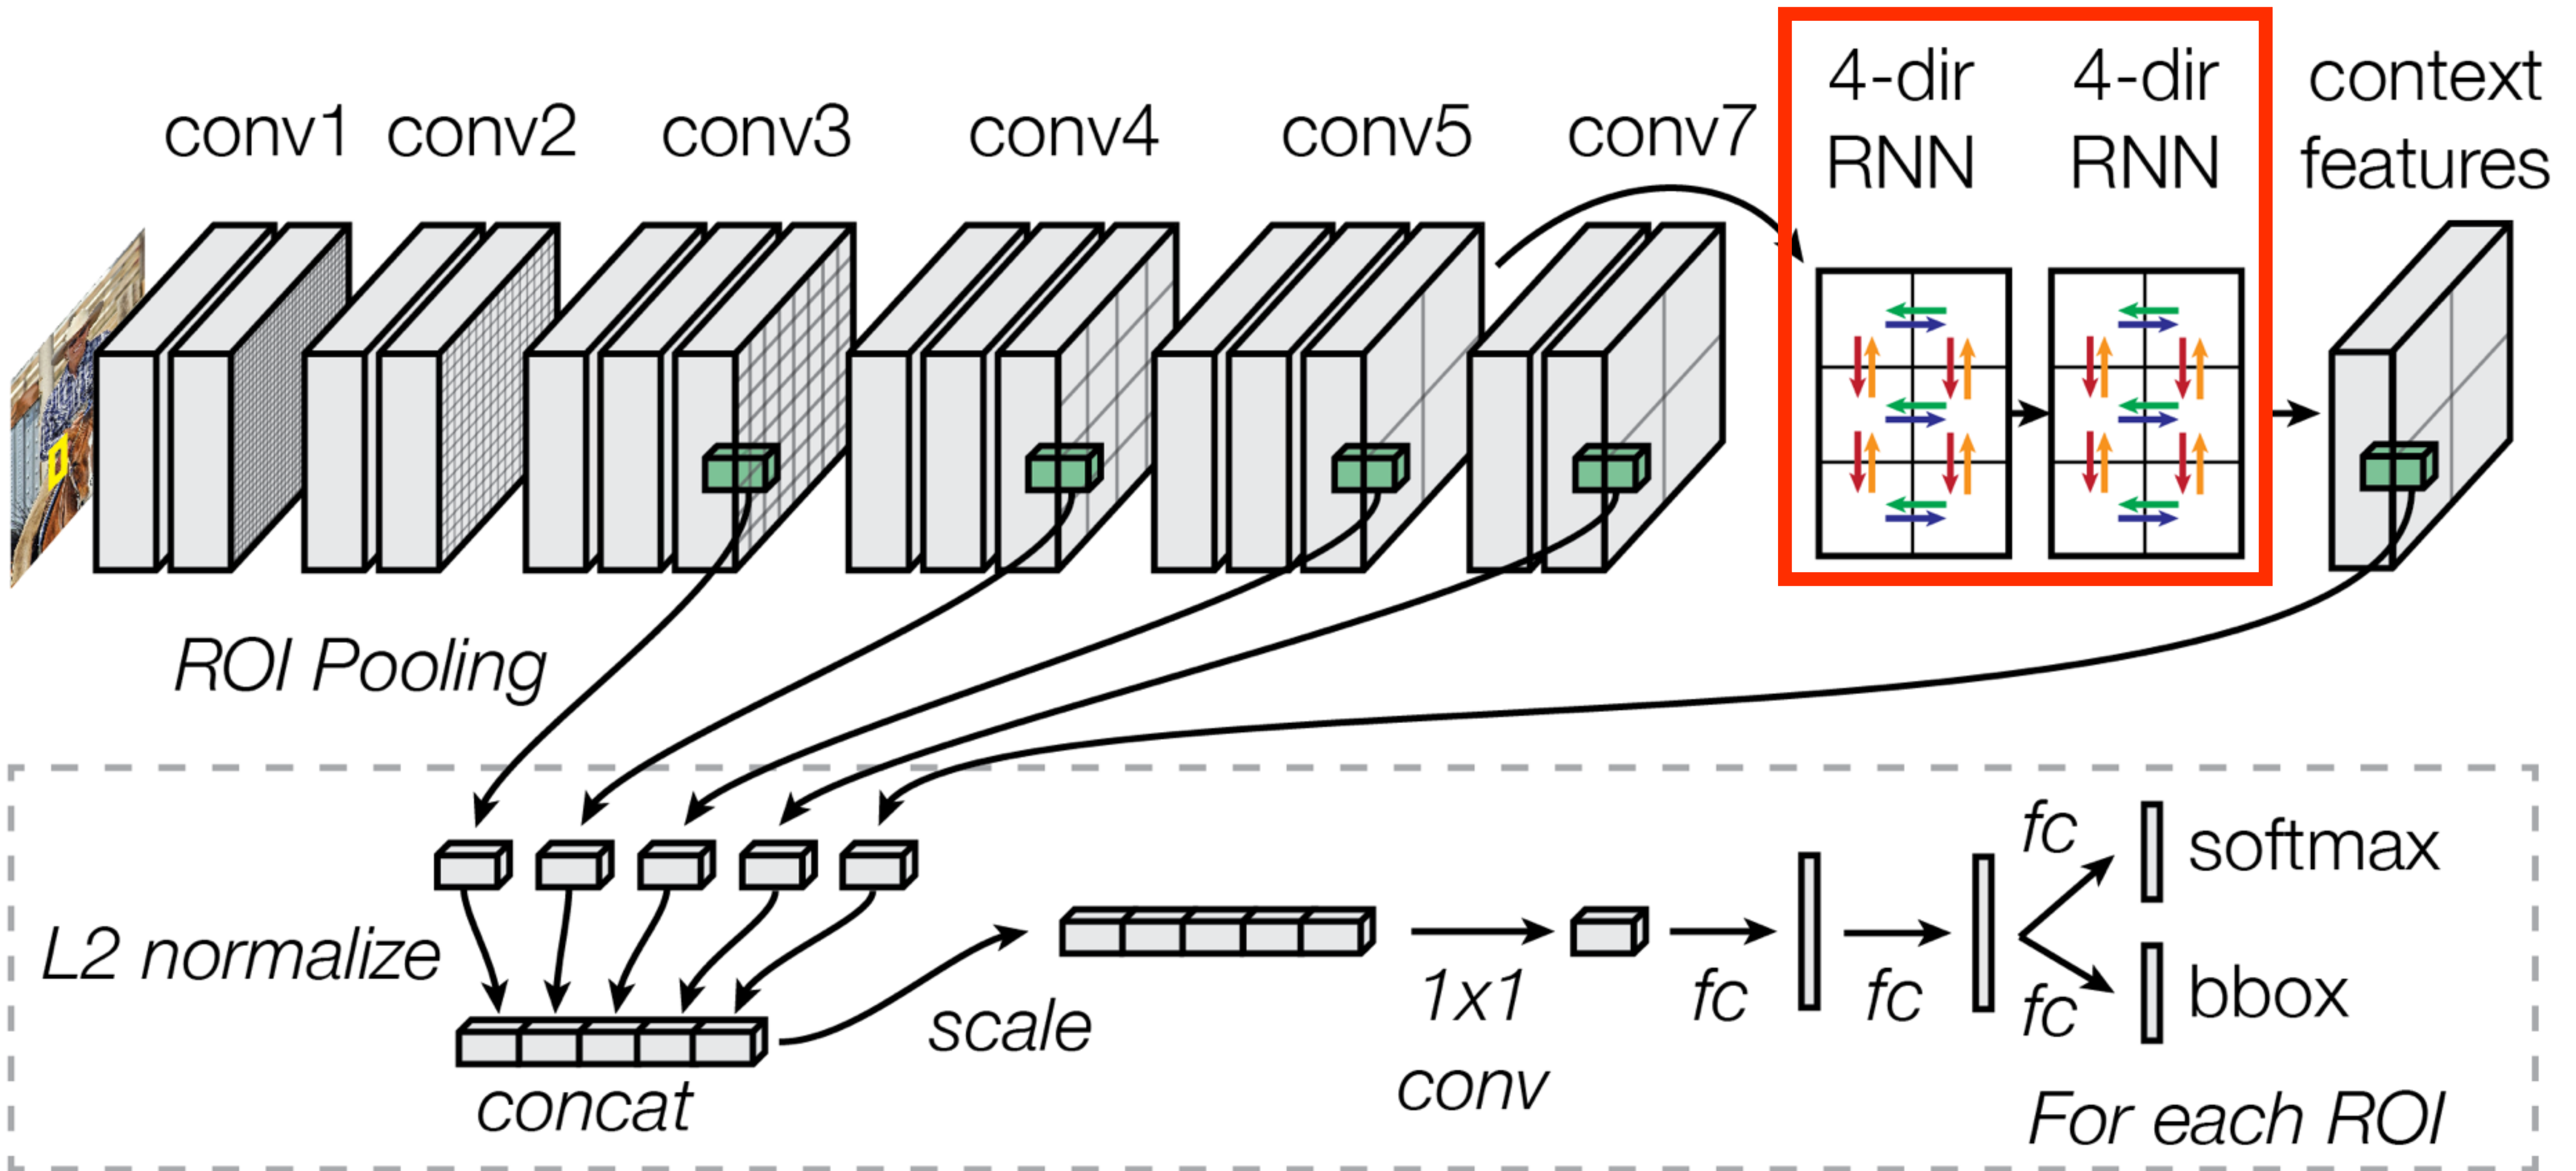 conv1
conv2
conv3
conv4
conv5
conv7
4-dir
RNN
4-dir
RNN
context
features
ROI Pooling
L2 normalize
concat
scale
1x1
conv
fc
fc
fc
softmax
fc
bbox
For each ROI